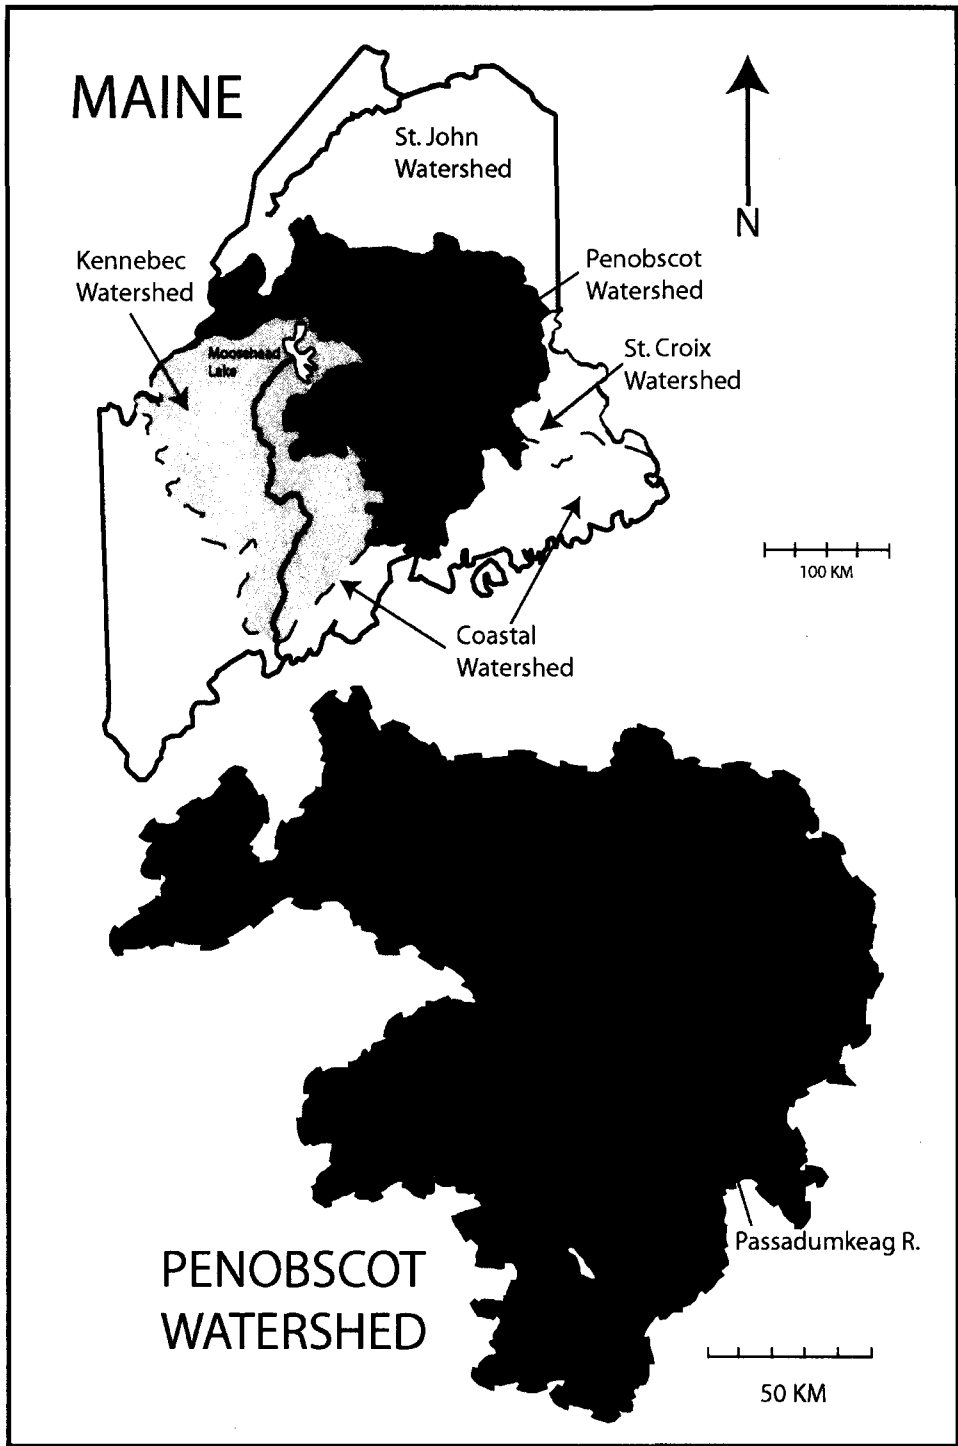 MAINE
St. John
Watershed
N
Kennebec
Watershed
Penobscot
Watershed
Moosehead
Lake
St. Croix
Watershed
100 KM
Coastal
Watershed
Passadumkeag R.
PENOBSCOT
WATERSHED
50 KM